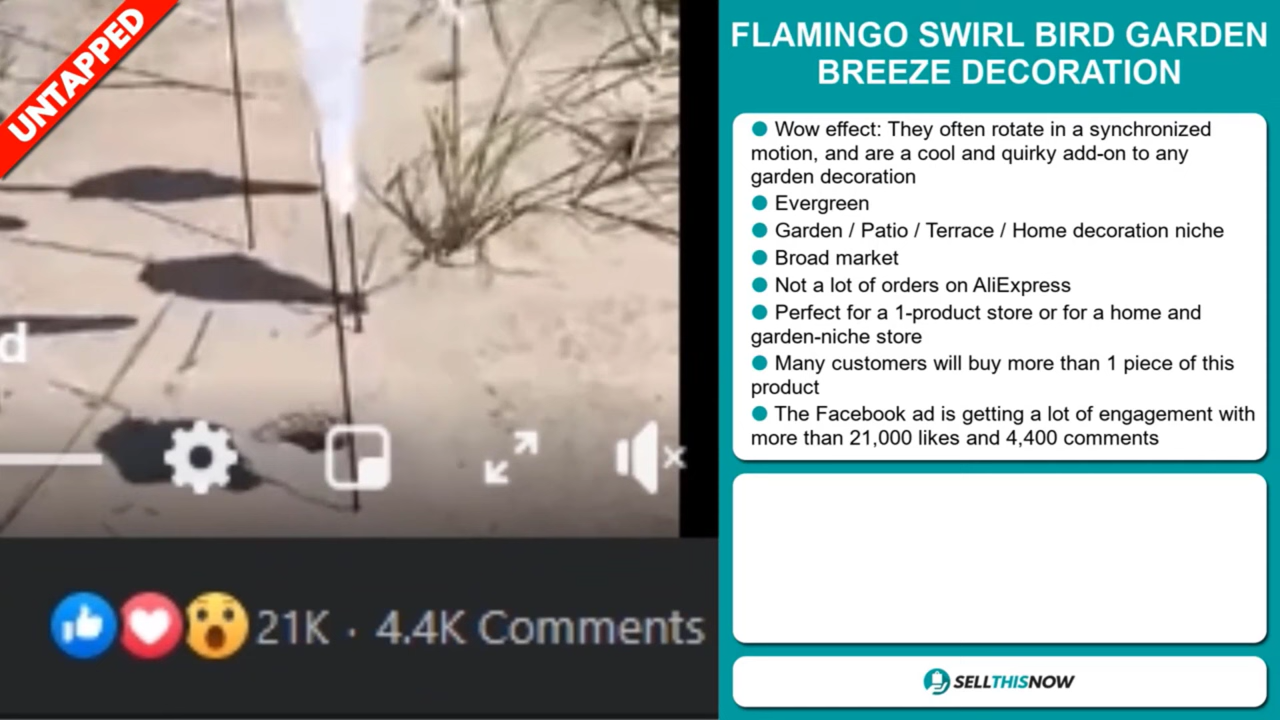 UNTAPPED
d
21K · 4.4K Comments
FLAMINGO SWIRL BIRD GARDEN
BREEZE DECORATION
● Wow effect: They often rotate in a synchronized
motion, and are a cool and quirky add-on to any
garden decoration
● Evergreen
● Garden / Patio / Terrace / Home decoration niche
● Broad market
● Not a lot of orders on AliExpress
● Perfect for a 1-product store or for a home and
garden-niche store
● Many customers will buy more than 1 piece of this
product
● The Facebook ad is getting a lot of engagement with
more than 21,000 likes and 4,400 comments
SELLTHISNOW